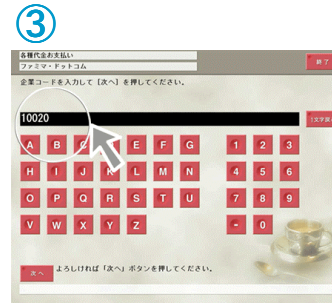 ③
各種代金お支払い
ファミマ・ドットコム
終了
企業コードを入力して【次へ】を押してください。
10020
1文字戻
A B C E F G 1 2 3
H I J K L M N 4 5 6
O P Q R S T U 7 8 9
V W X Y Z - 0
次へ よろしければ「次へ」ボタンを押してください。